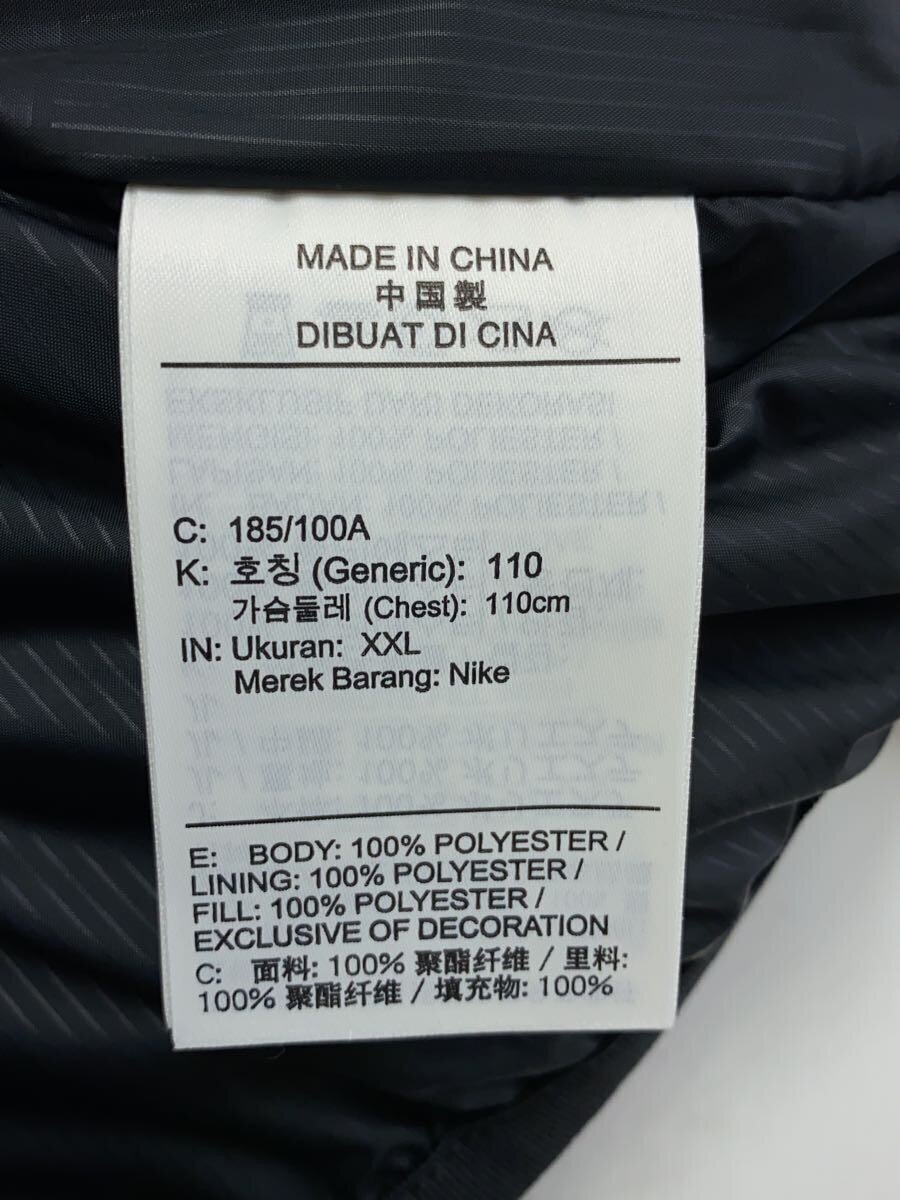 MADE IN CHINA
中国製
DIBUAT DI CINA
C: 185/100A
K: 호칭 (Generic): 110
가슴둘레 (Chest): 110cm
IN: Ukuran: XXL
Merek Barang: Nike
E: BODY: 100% POLYESTER /
LINING: 100% POLYESTER /
FILL: 100% POLYESTER /
EXCLUSIVE OF DECORATION
C: 面料: 100% 聚酯纤维 / 里料:
100% 聚酯纤维 / 填充物: 100%